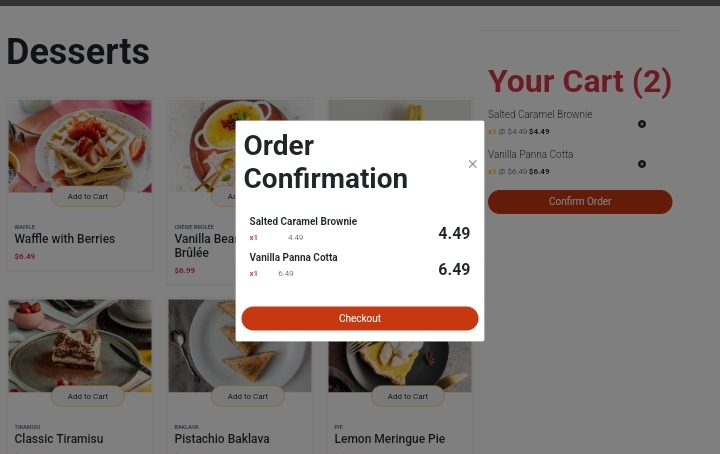 Desserts
Add to Cart
WAFFLE
Waffle with Berries
$6.49
CRÈME BRÛLÉE
Vanilla Bea
Brûlée
$6.99
Add to Cart
TIRAMISU
Classic Tiramisu
Add to Cart
BAKLAVA
Pistachio Baklava
Add to Cart
PIE
Lemon Meringue Pie
Order
Confirmation
×
Salted Caramel Brownie
x1 4.49
4.49
Vanilla Panna Cotta
x1 6.49
6.49
Checkout
Your Cart (2)
Salted Caramel Brownie
x1 @ $4.49 $4.49
Vanilla Panna Cotta
x1 @ $6.49 $6.49
Confirm Order